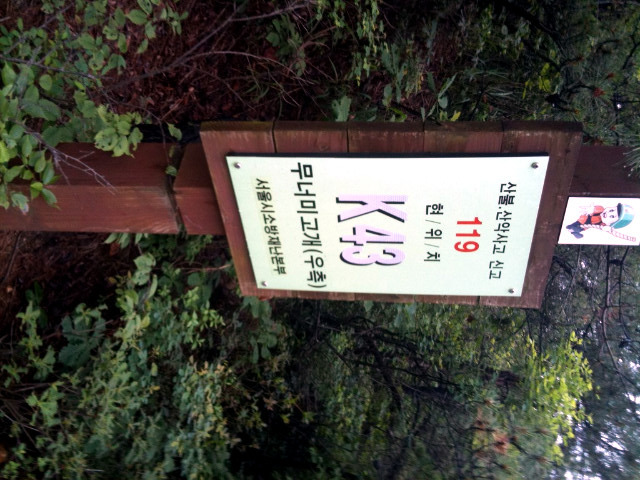 산불.산악사고 신고
119
현/위/치
K43
무너미고개(우측)
서울시소방재난본부